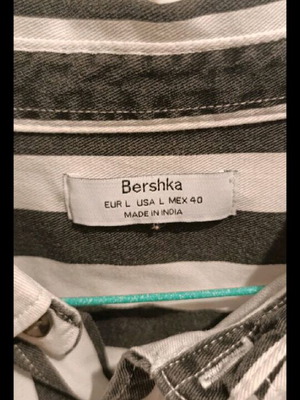 Bershka
EUR L USA L MEX 40
MADE IN INDIA